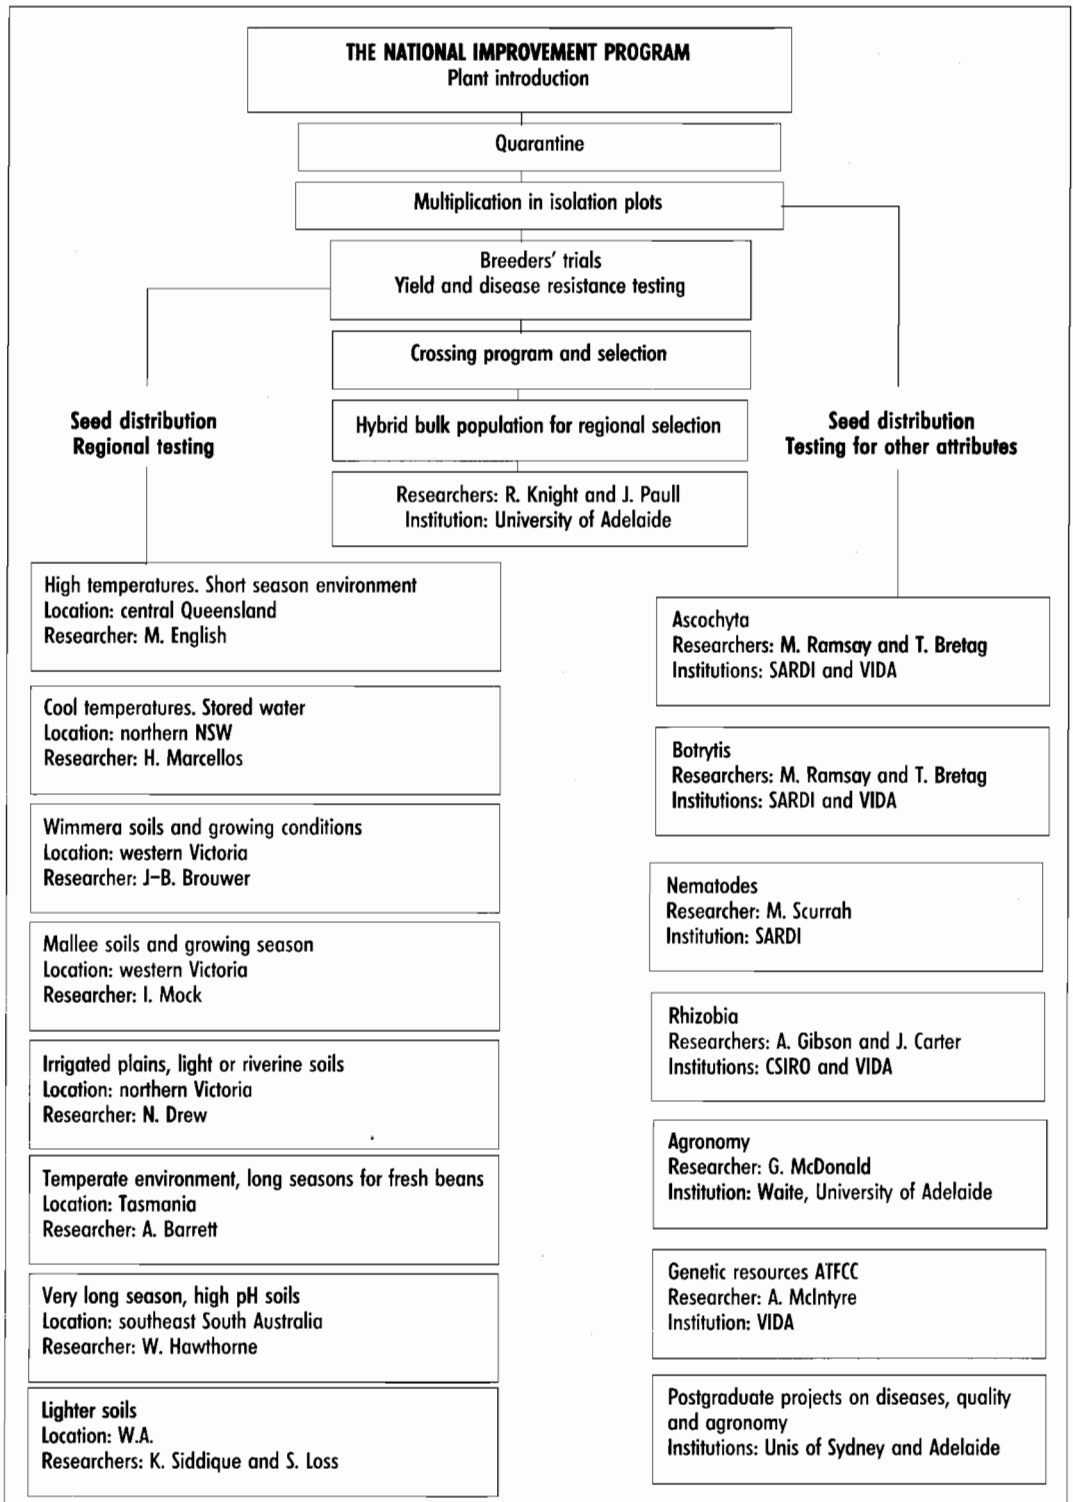 THE NATIONAL IMPROVEMENT PROGRAM
Plant introduction
Quarantine
Multiplication in isolation plots
Breeders' trials
Yield and disease resistance testing
Crossing program and selection
Hybrid bulk population for regional selection
Researchers: R. Knight and J. Paull
Institution: University of Adelaide
Seed distribution
Regional testing
High temperatures. Short season environment
Location: central Queensland
Researcher: M. English
Cool temperatures. Stored water
Location: northern NSW
Researcher: H. Marcellos
Wimmera soils and growing conditions
Location: western Victoria
Researcher: J-B. Brouwer
Mallee soils and growing season
Location: western Victoria
Researcher: I. Mock
Irrigated plains, light or riverine soils
Location: northern Victoria
Researcher: N. Drew
Temperate environment, long seasons for fresh beans
Location: Tasmania
Researcher: A. Barrett
Very long season, high pH soils
Location: southeast South Australia
Researcher: W. Hawthorne
Lighter soils
Location: W.A.
Researchers: K. Siddique and S. Loss
Seed distribution
Testing for other attributes
Ascochyta
Researchers: M. Ramsay and T. Bretag
Institutions: SARDI and VIDA
Botrytis
Researchers: M. Ramsay and T. Bretag
Institutions: SARDI and VIDA
Nematodes
Researcher: M. Scurrah
Institution: SARDI
Rhizobia
Researchers: A. Gibson and J. Carter
Institutions: CSIRO and VIDA
Agronomy
Researcher: G. McDonald
Institution: Waite, University of Adelaide
Genetic resources ATFCC
Researcher: A. McIntyre
Institution: VIDA
Postgraduate projects on diseases, quality
and agronomy
Institutions: Unis of Sydney and Adelaide